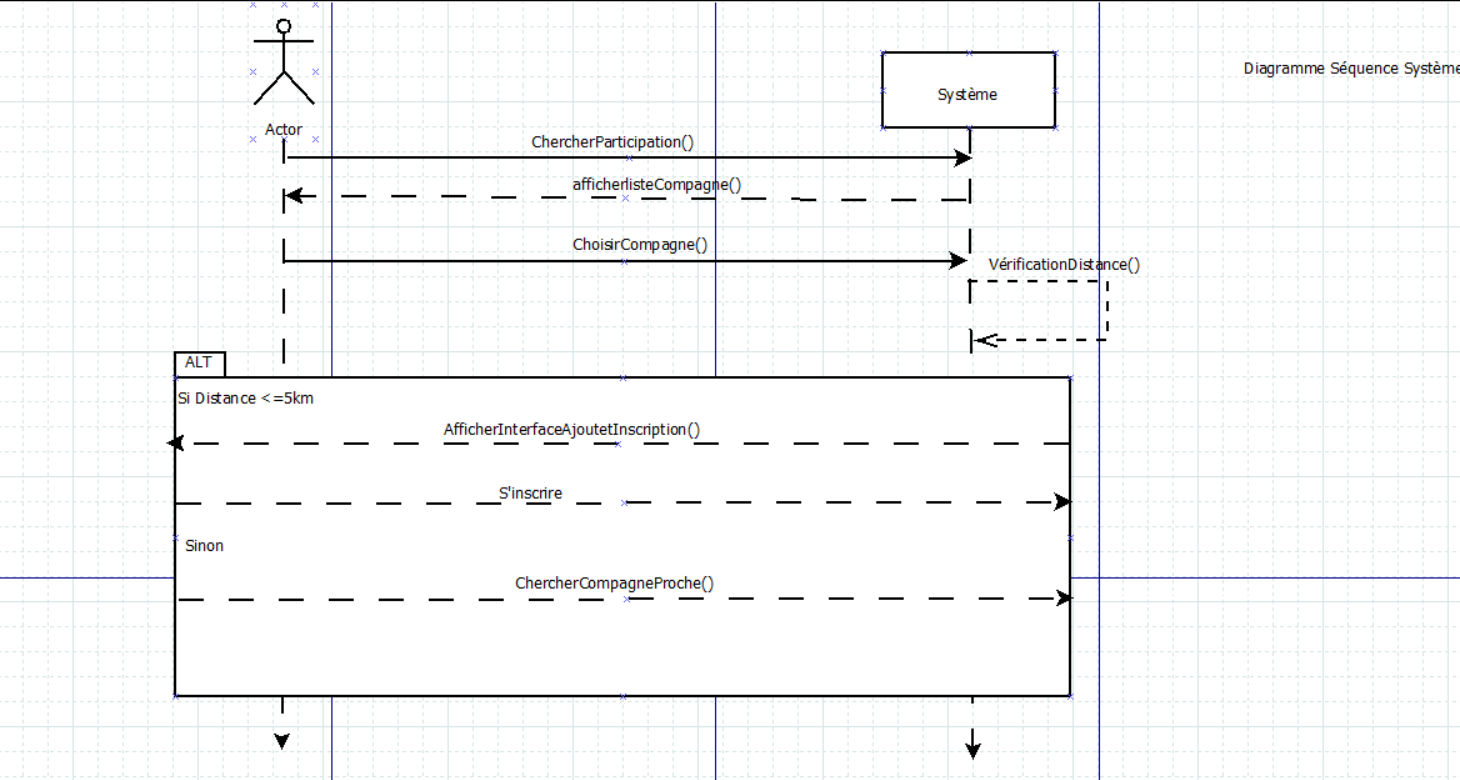 Diagramme Séquence Système
Système
Actor
ChercherParticipation()
afficherlisteCompagne()
ChoisirCompagne()
VérificationDistance()
ALT
Si Distance <=5km
AfficherInterfaceAjoutetInscription()
S'inscrire
Sinon
ChercherCompagneProche()